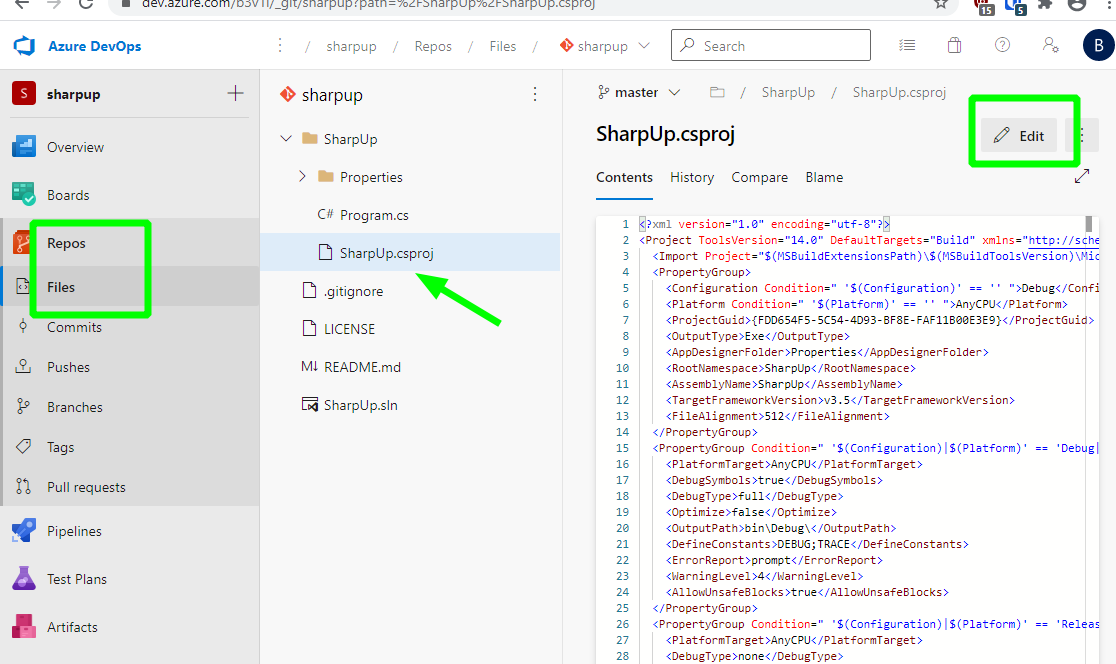 dev.azure.com/b3v1l/_git/sharpup?path=%2FSharpUp%2FSharpUp.csproj
15
5
Azure DevOps
/ sharpup / Repos / Files / sharpup
Search
B
S sharpup
Overview
Boards
Repos
Files
Commits
Pushes
Branches
Tags
Pull requests
Pipelines
Test Plans
Artifacts
sharpup
SharpUp
Properties
C# Program.cs
SharpUp.csproj
.gitignore
LICENSE
M↓ README.md
SharpUp.sln
master / SharpUp / SharpUp.csproj
SharpUp.csproj
Edit
Contents History Compare Blame
1 <?xml version="1.0" encoding="utf-8"?>
2 <Project ToolsVersion="14.0" DefaultTargets="Build" xmlns="http://sche
3 <Import Project="$(MSBuildExtensionsPath)\$(MSBuildToolsVersion)\Mic
4 <PropertyGroup>
5 <Configuration Condition=" '$(Configuration)' == '' ">Debug</Confi
6 <Platform Condition=" '$(Platform)' == '' ">AnyCPU</Platform>
7 <ProjectGuid>{FDD654F5-5C54-4D93-BF8E-FAF11B00E3E9}</ProjectGuid>
8 <OutputType>Exe</OutputType>
9 <AppDesignerFolder>Properties</AppDesignerFolder>
10 <RootNamespace>SharpUp</RootNamespace>
11 <AssemblyName>SharpUp</AssemblyName>
12 <TargetFrameworkVersion>v3.5</TargetFrameworkVersion>
13 <FileAlignment>512</FileAlignment>
14 </PropertyGroup>
15 <PropertyGroup Condition=" '$(Configuration)|$(Platform)' == 'Debug|
16 <PlatformTarget>AnyCPU</PlatformTarget>
17 <DebugSymbols>true</DebugSymbols>
18 <DebugType>full</DebugType>
19 <Optimize>false</Optimize>
20 <OutputPath>bin\Debug\</OutputPath>
21 <DefineConstants>DEBUG;TRACE</DefineConstants>
22 <ErrorReport>prompt</ErrorReport>
23 <WarningLevel>4</WarningLevel>
24 <AllowUnsafeBlocks>true</AllowUnsafeBlocks>
25 </PropertyGroup>
26 <PropertyGroup Condition=" '$(Configuration)|$(Platform)' == 'Releas
27 <PlatformTarget>AnyCPU</PlatformTarget>
28 <DebugType>none</DebugType>